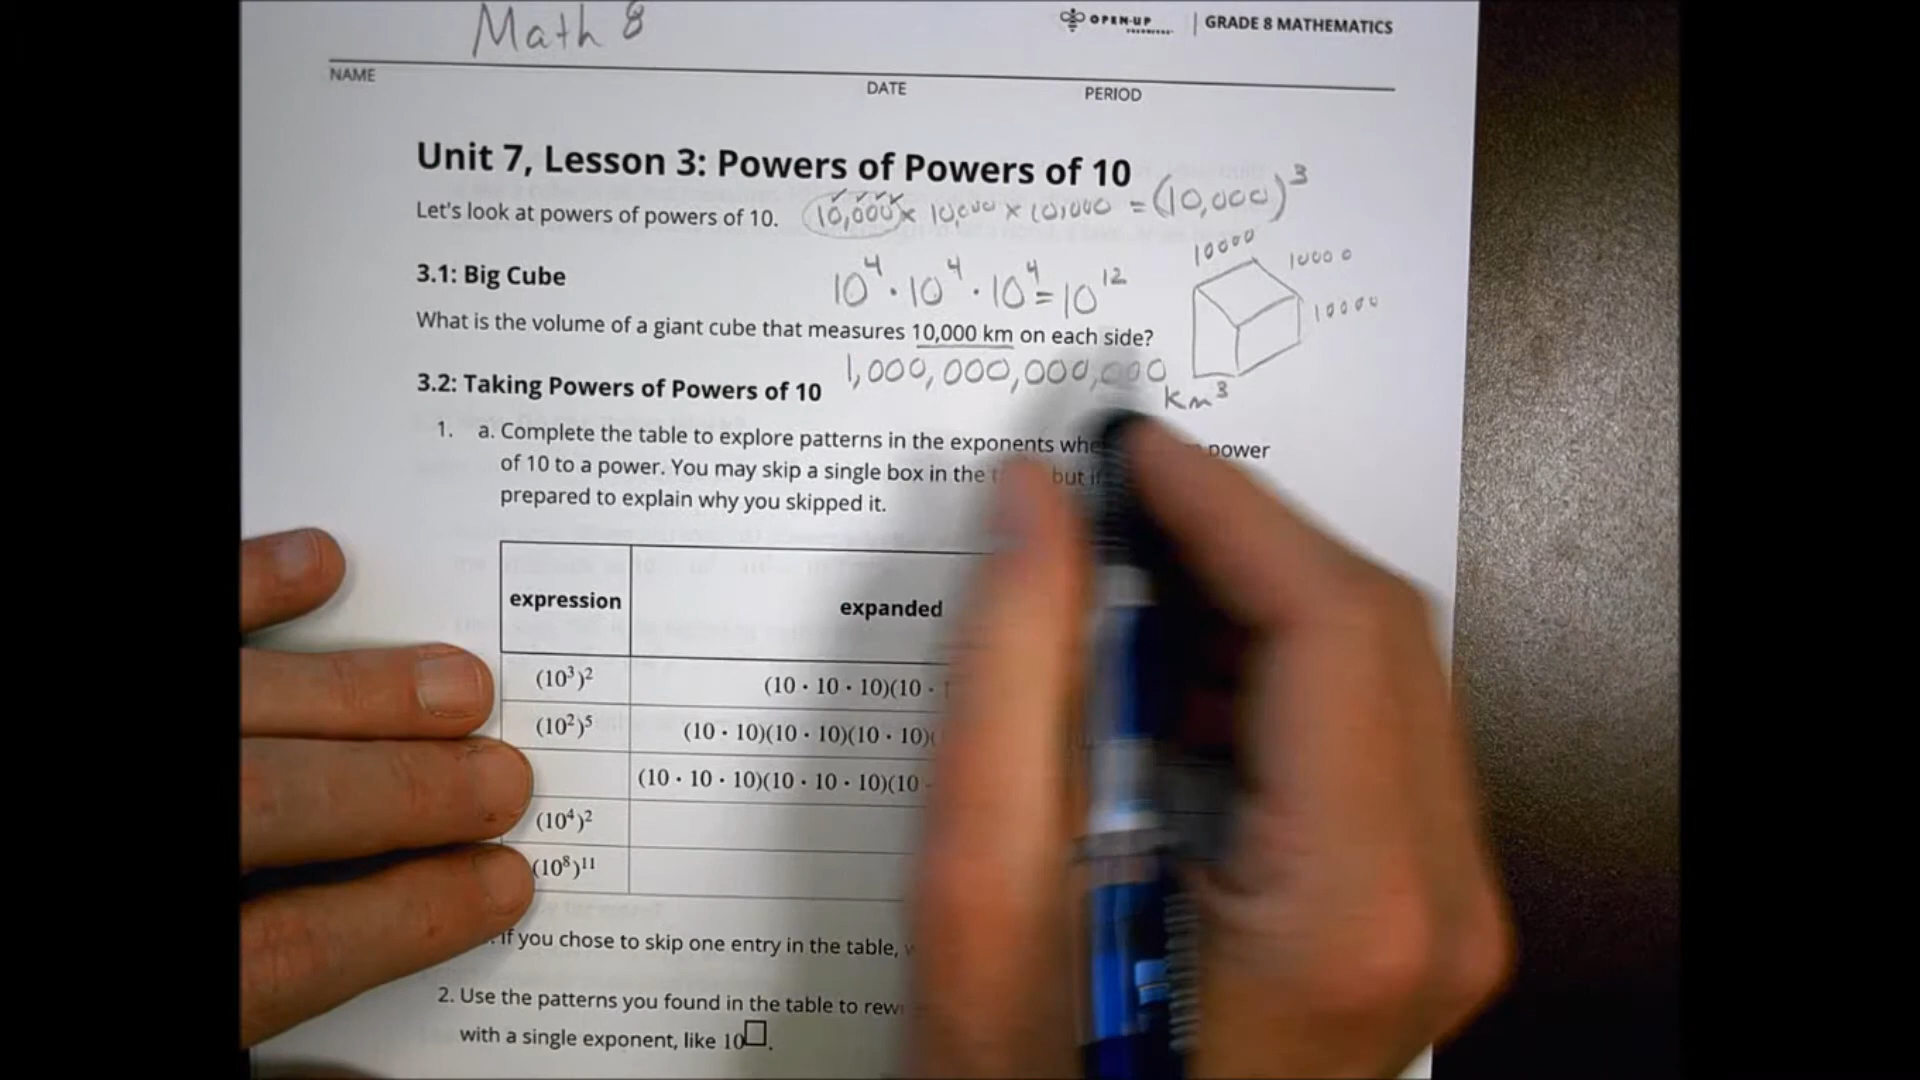 Math 8
OPEN-UP | GRADE 8 MATHEMATICS
NAME DATE PERIOD
Unit 7, Lesson 3: Powers of Powers of 10
Let's look at powers of powers of 10. 10,000 × 10,000 × 10,000 = (10,000)³
10000
10000
3.1: Big Cube 10⁴ · 10⁴ · 10⁴ = 10¹²
10000
What is the volume of a giant cube that measures 10,000 km on each side?
1,000,000,000,000
km³
3.2: Taking Powers of Powers of 10
1. a. Complete the table to explore patterns in the exponents power
of 10 to a power. You may skip a single box in the but
prepared to explain why you skipped it.
expression expanded
(10³)² (10 · 10 · 10)(10 ·
(10²)⁵ (10 · 10)(10 · 10)(10 · 10)(
(10 · 10 · 10)(10 · 10 · 10)(10
(10⁴)²
(10⁸)¹¹
If you chose to skip one entry in the table,
2. Use the patterns you found in the table to
with a single exponent, like 10□.